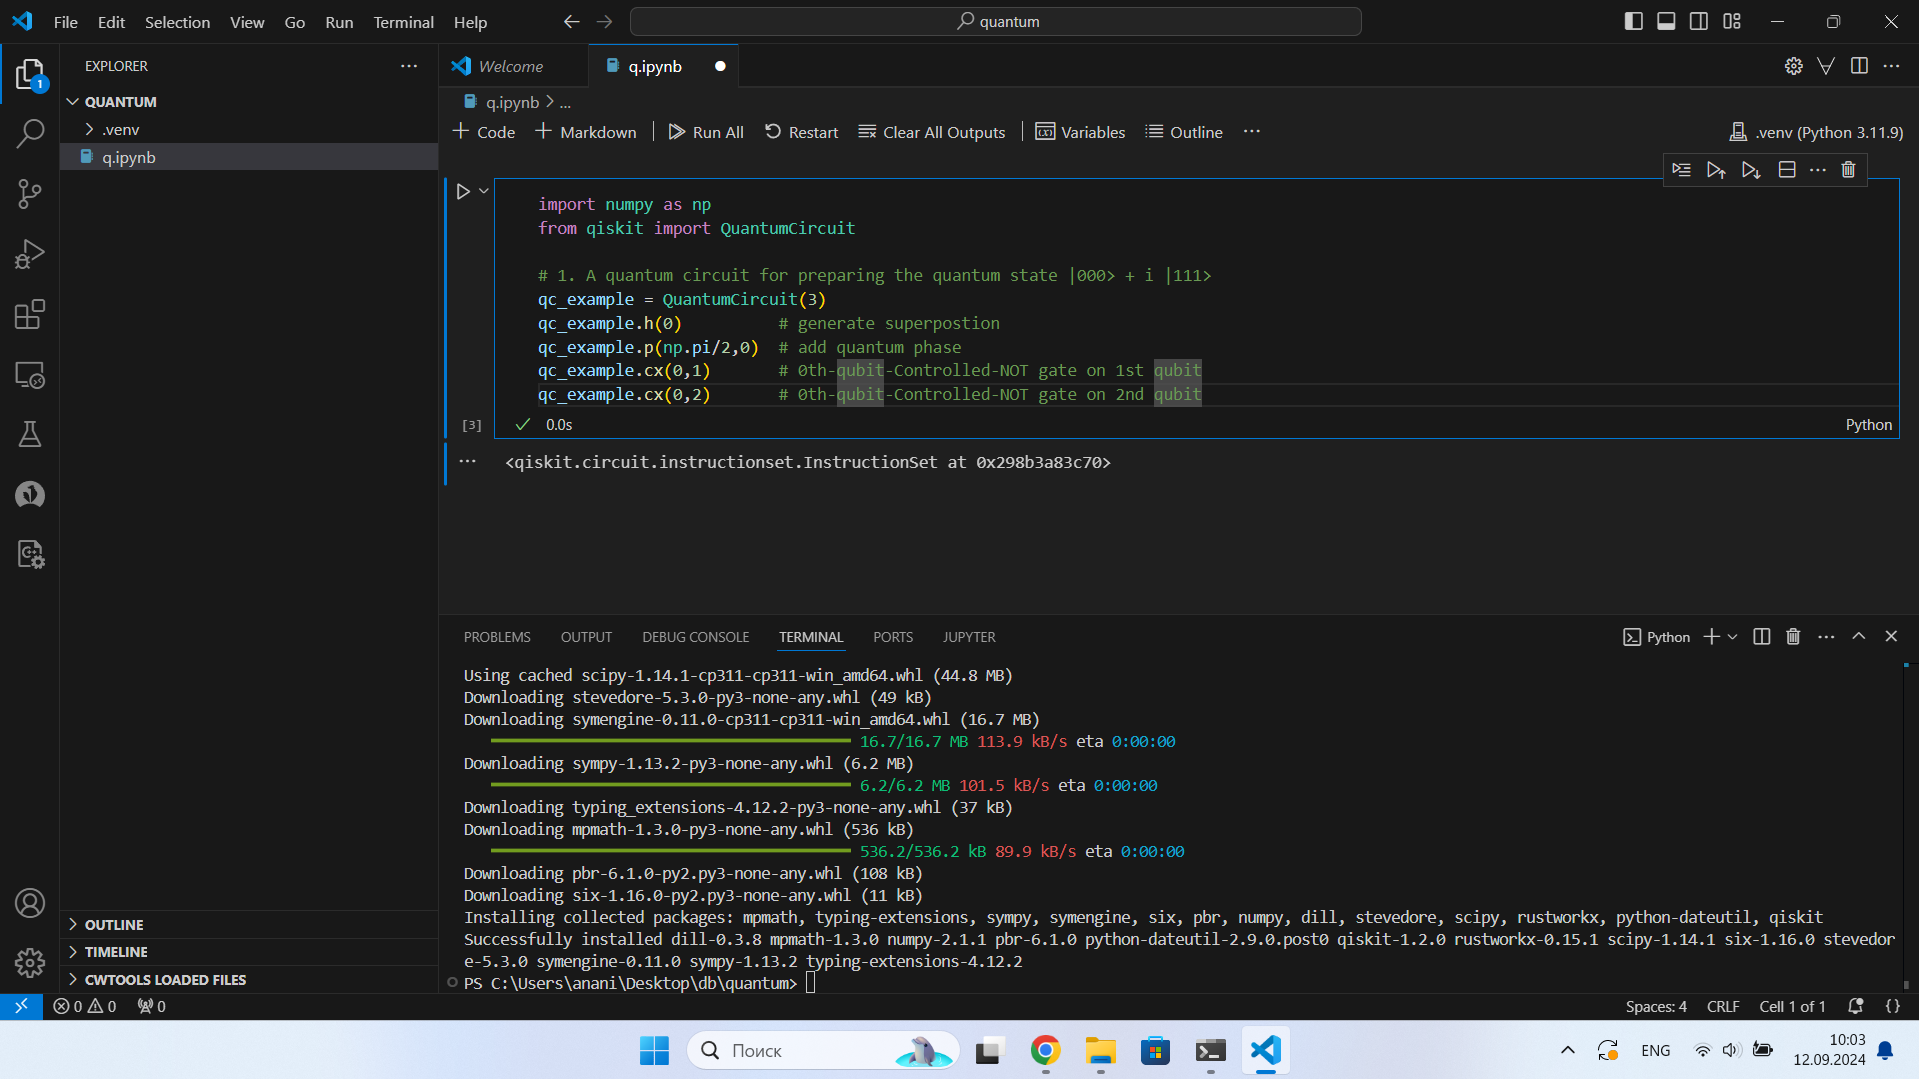 File Edit Selection View Go Run Terminal Help
quantum
EXPLORER
1
QUANTUM
.venv
q.ipynb
OUTLINE
TIMELINE
CWTOOLS LOADED FILES
Welcome
q.ipynb
q.ipynb > ...
Code Markdown Run All Restart Clear All Outputs Variables Outline ...
.venv (Python 3.11.9)
import numpy as np
from qiskit import QuantumCircuit
# 1. A quantum circuit for preparing the quantum state |000> + i |111>
qc_example = QuantumCircuit(3)
qc_example.h(0)          # generate superpostion
qc_example.p(np.pi/2,0)  # add quantum phase
qc_example.cx(0,1)       # 0th-qubit-Controlled-NOT gate on 1st qubit
qc_example.cx(0,2)       # 0th-qubit-Controlled-NOT gate on 2nd qubit
[3] 0.0s Python
<qiskit.circuit.instructionset.InstructionSet at 0x298b3a83c70>
PROBLEMS OUTPUT DEBUG CONSOLE TERMINAL PORTS JUPYTER
Python
Using cached scipy-1.14.1-cp311-cp311-win_amd64.whl (44.8 MB)
Downloading stevedore-5.3.0-py3-none-any.whl (49 kB)
Downloading symengine-0.11.0-cp311-cp311-win_amd64.whl (16.7 MB)
16.7/16.7 MB 113.9 kB/s eta 0:00:00
Downloading sympy-1.13.2-py3-none-any.whl (6.2 MB)
6.2/6.2 MB 101.5 kB/s eta 0:00:00
Downloading typing_extensions-4.12.2-py3-none-any.whl (37 kB)
Downloading mpmath-1.3.0-py3-none-any.whl (536 kB)
536.2/536.2 kB 89.9 kB/s eta 0:00:00
Downloading pbr-6.1.0-py2.py3-none-any.whl (108 kB)
Downloading six-1.16.0-py2.py3-none-any.whl (11 kB)
Installing collected packages: mpmath, typing-extensions, sympy, symengine, six, pbr, numpy, dill, stevedore, scipy, rustworkx, python-dateutil, qiskit
Successfully installed dill-0.3.8 mpmath-1.3.0 numpy-2.1.1 pbr-6.1.0 python-dateutil-2.9.0.post0 qiskit-1.2.0 rustworkx-0.15.1 scipy-1.14.1 six-1.16.0 stevedor
e-5.3.0 symengine-0.11.0 sympy-1.13.2 typing-extensions-4.12.2
PS C:\Users\anani\Desktop\db\quantum>
0 0 0
Spaces: 4 CRLF Cell 1 of 1
Поиск
ENG
10:03
12.09.2024